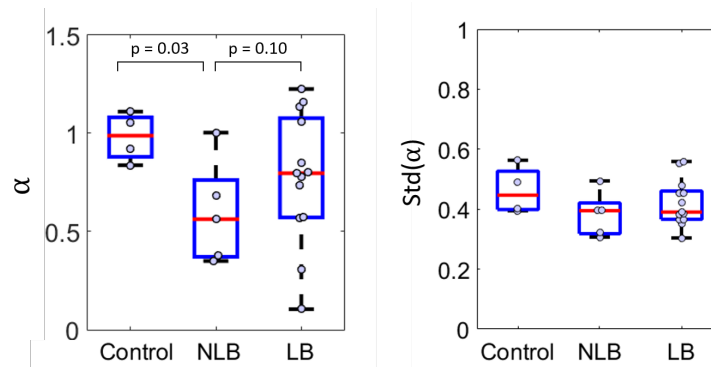 1.5
p = 0.03
p = 0.10
1
α
0.5
0
Control
NLB
LB
1
0.8
Std(α)
0.6
0.4
0.2
0
Control
NLB
LB